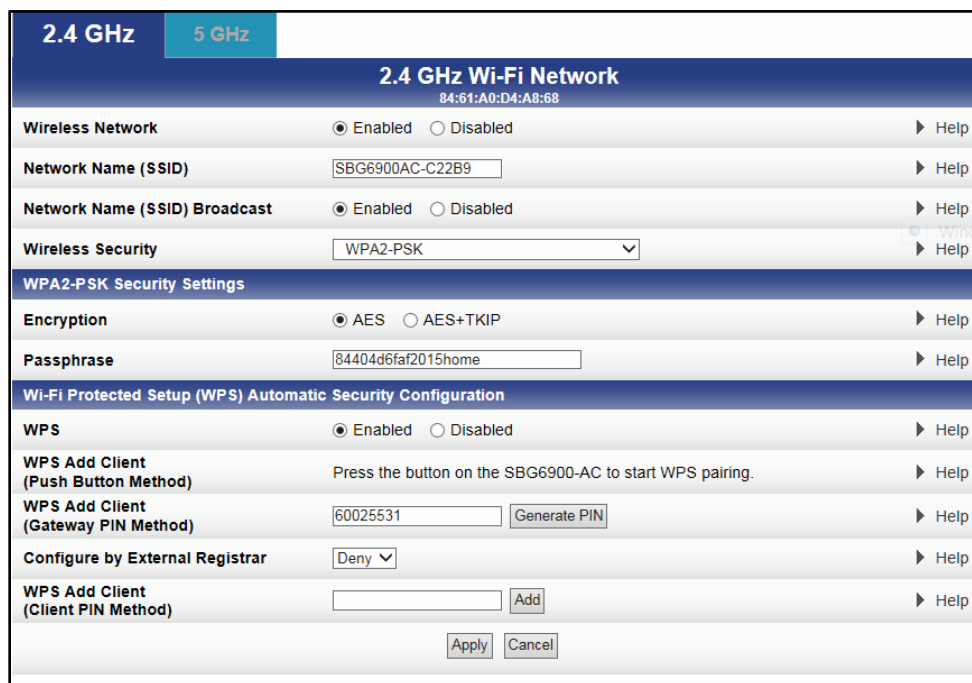 2.4 GHz 5 GHz
2.4 GHz Wi-Fi Network
84:61:A0:D4:A8:68
Wireless Network Enabled Disabled Help
Network Name (SSID) SBG6900AC-C22B9 Help
Network Name (SSID) Broadcast Enabled Disabled Help
Wireless Security WPA2-PSK Help
WPA2-PSK Security Settings
Encryption AES AES+TKIP Help
Passphrase 84404d6faf2015home Help
Wi-Fi Protected Setup (WPS) Automatic Security Configuration
WPS Enabled Disabled Help
WPS Add Client
(Push Button Method) Press the button on the SBG6900-AC to start WPS pairing. Help
WPS Add Client
(Gateway PIN Method) 60025531 Generate PIN Help
Configure by External Registrar Deny Help
WPS Add Client
(Client PIN Method) Add Help
Apply Cancel